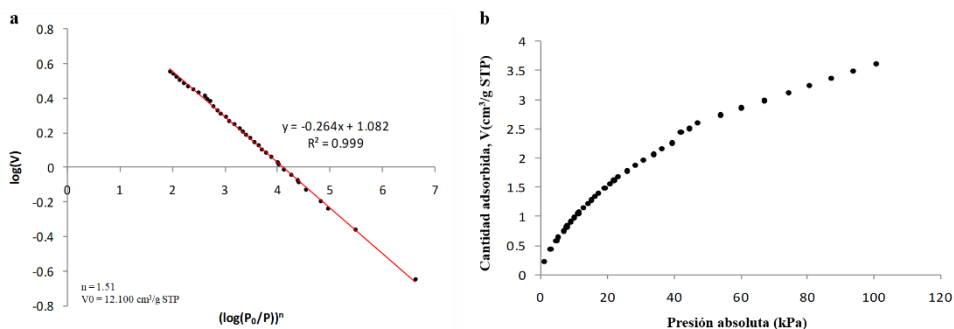 a
0.8
0.6
0.4
0.2
0
-0.2
-0.4
-0.6
-0.8
0 1 2 3 4 5 6 7
log(V)
y = -0.264x + 1.082
R² = 0.999
n = 1.51
V0 = 12.100 cm³/g STP
(log(P₀/P))ⁿ
b
4
3.5
3
2.5
2
1.5
1
0.5
0
0 20 40 60 80 100 120
Cantidad adsorbida, V(cm³/g STP)
Presión absoluta (kPa)